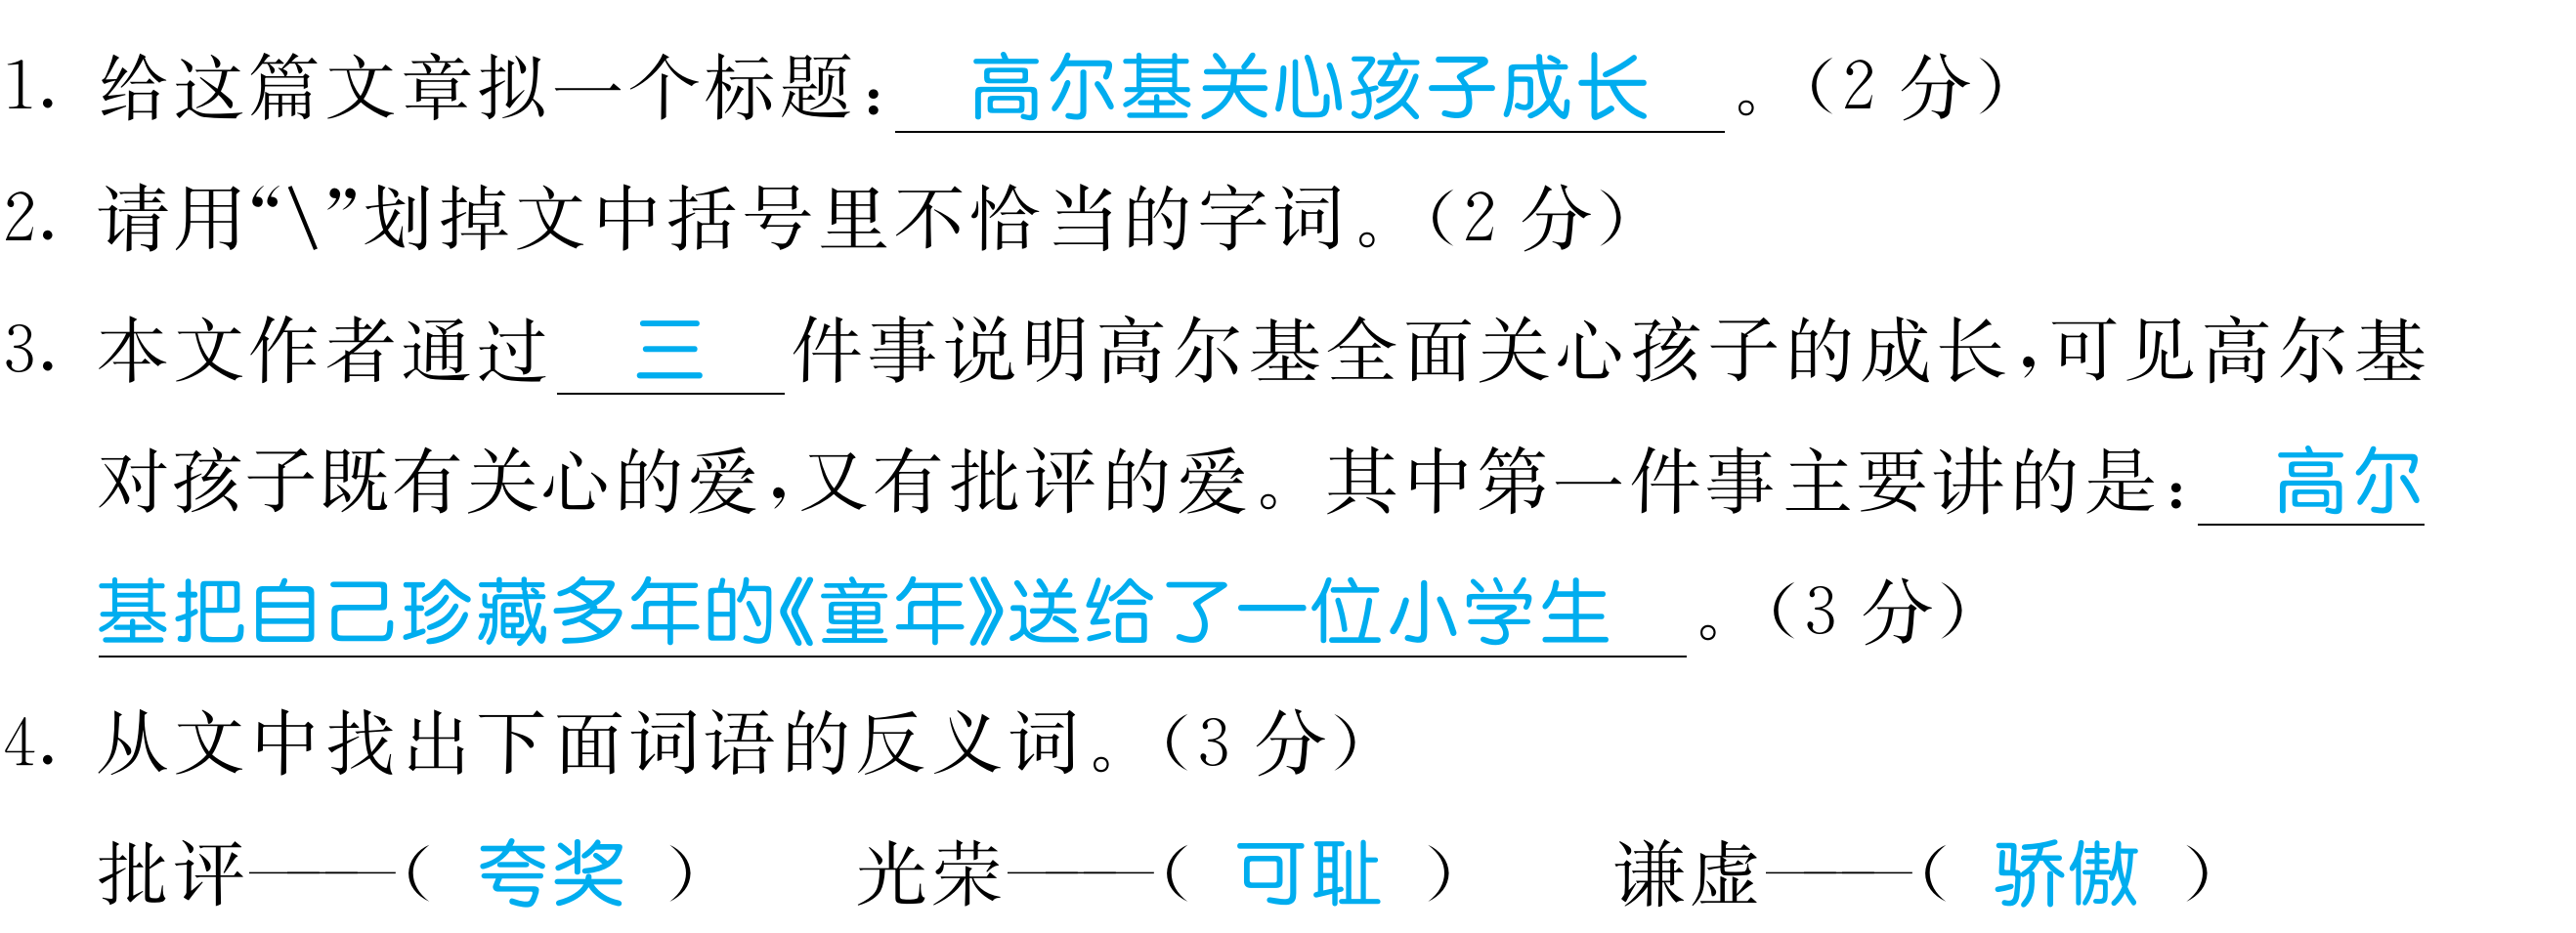 1. 给这篇文章拟一个标题：高尔基关心孩子成长。（2 分）
2. 请用“\”划掉文中括号里不恰当的字词。（2 分）
3. 本文作者通过 三 件事说明高尔基全面关心孩子的成长，可见高尔基
对孩子既有关心的爱，又有批评的爱。其中第一件事主要讲的是：高尔
基把自己珍藏多年的《童年》送给了一位小学生。（3 分）
4. 从文中找出下面词语的反义词。（3 分）
批评——（ 夸奖 ） 光荣——（ 可耻 ） 谦虚——（ 骄傲 ）